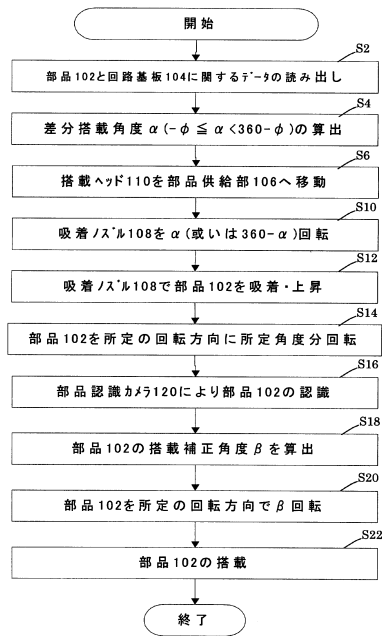 開始
S2
部品102と回路基板104に関するデータの読み出し
S4
差分搭載角度α(-φ≦α<360-φ)の算出
S6
搭載ヘッド110を部品供給部106へ移動
S10
吸着ノズル108をα(或いは360-α)回転
S12
吸着ノズル108で部品102を吸着・上昇
S14
部品102を所定の回転方向に所定角度分回転
S16
部品認識カメラ120により部品102の認識
S18
部品102の搭載補正角度βを算出
S20
部品102を所定の回転方向でβ回転
S22
部品102の搭載
終了